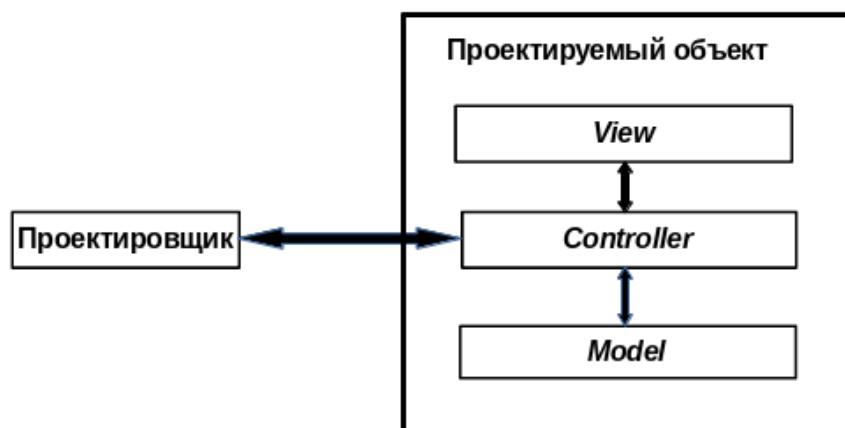 Проектируемый объект
View
Проектировщик
Controller
Model